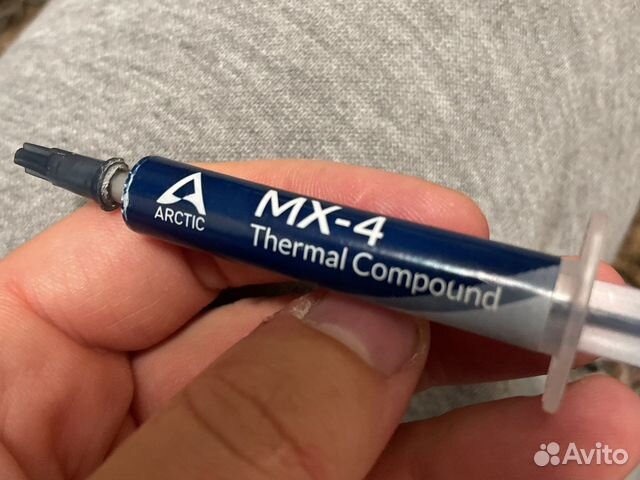 ARCTIC
MX-4
Thermal Compound
Avito